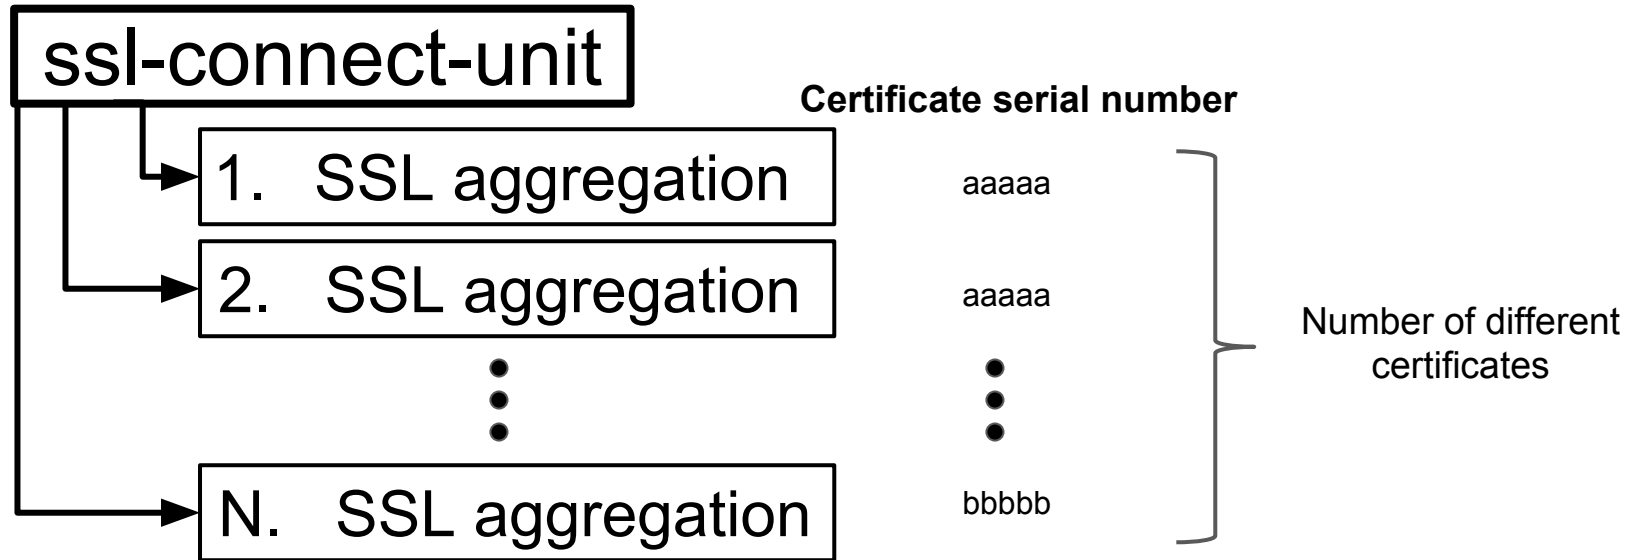 ssl-connect-unit
Certificate serial number
1. SSL aggregation
aaaaa
2. SSL aggregation
aaaaa
Number of different
certificates
N. SSL aggregation
bbbbb